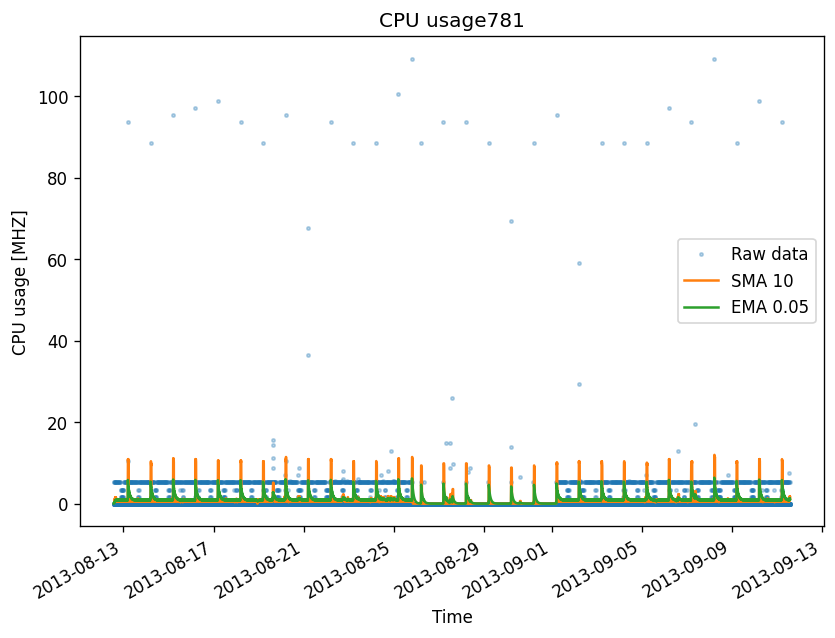 CPU usage781
CPU usage [MHZ]
100
80
60
40
20
0
Raw data
SMA 10
EMA 0.05
2013-08-13
2013-08-17
2013-08-21
2013-08-25
2013-08-29
2013-09-01
2013-09-05
2013-09-09
2013-09-13
Time